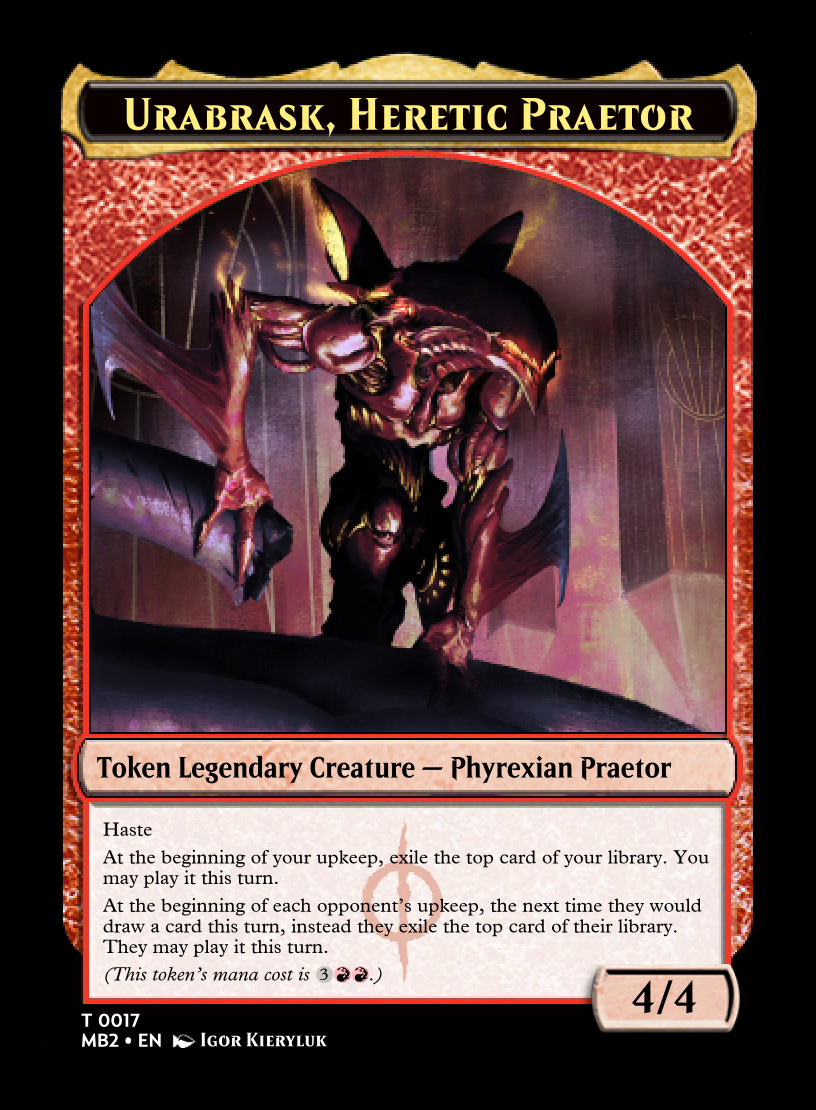 Urabrask, Heretic Praetor
Token Legendary Creature — Phyrexian Praetor
Haste
At the beginning of your upkeep, exile the top card of your library. You
may play it this turn.
At the beginning of each opponent's upkeep, the next time they would
draw a card this turn, instead they exile the top card of their library.
They may play it this turn.
(This token's mana cost is 3.)
4/4
T 0017
MB2 • EN Igor Kieryluk